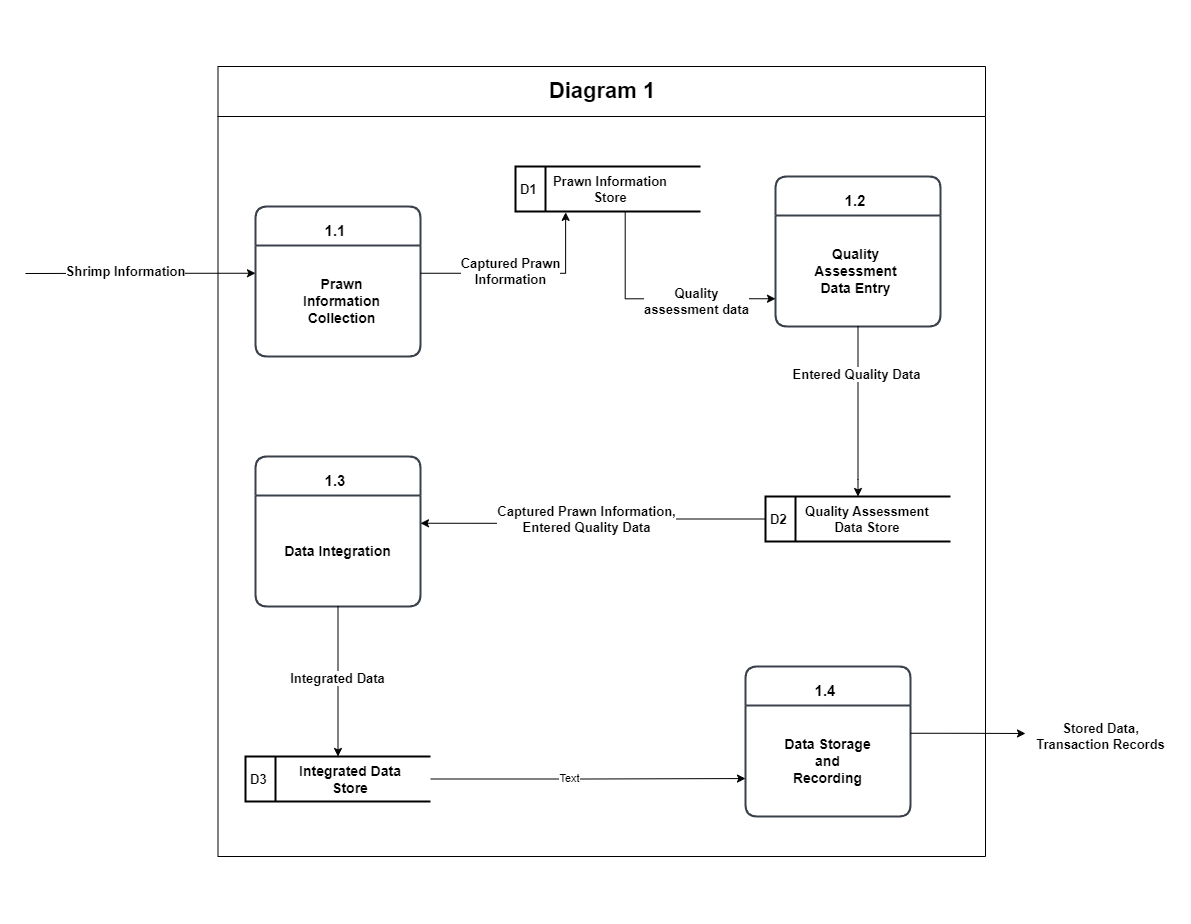 Diagram 1
D1
Prawn Information
Store
1.2
Quality
Assessment
Data Entry
1.1
Prawn
Information
Collection
Shrimp Information
Captured Prawn
Information
Quality
assessment data
Entered Quality Data
1.3
Data Integration
Captured Prawn Information,
Entered Quality Data
D2
Quality Assessment
Data Store
Integrated Data
1.4
Data Storage
and
Recording
Stored Data,
Transaction Records
D3
Integrated Data
Store
Text